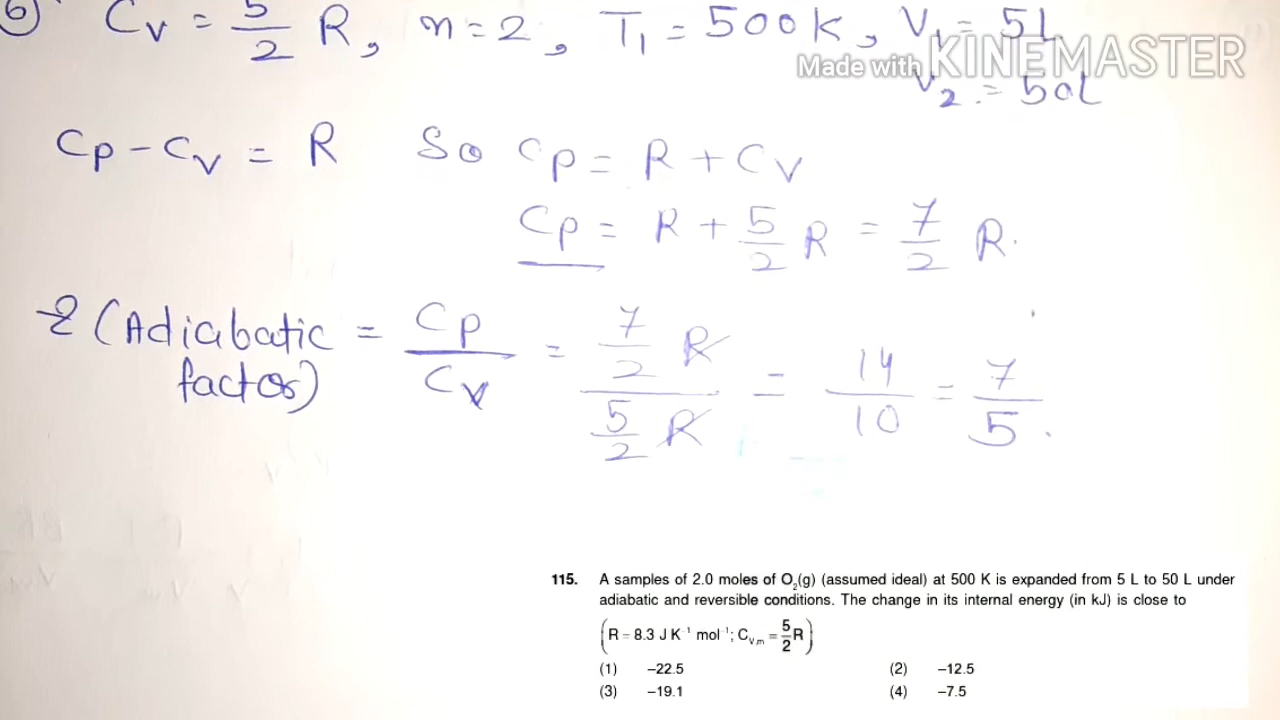 6 Cv = 5/2 R, n = 2, T₁ = 500K, V₁ = 5L
Made with KINEMASTER
V₂ = 50L
Cp - Cv = R So Cp = R + Cv
Cp = R + 5/2 R = 7/2 R.
(Adiabatic factor) = Cp/Cv = 7/2 R / 5/2 R = 14/10 = 7/5.
115. A samples of 2.0 moles of O₂(g) (assumed ideal) at 500 K is expanded from 5 L to 50 L under
adiabatic and reversible conditions. The change in its internal energy (in kJ) is close to
(R = 8.3 J K⁻¹ mol⁻¹; Cv,m = 5/2 R)
(1) –22.5 (2) –12.5
(3) –19.1 (4) –7.5